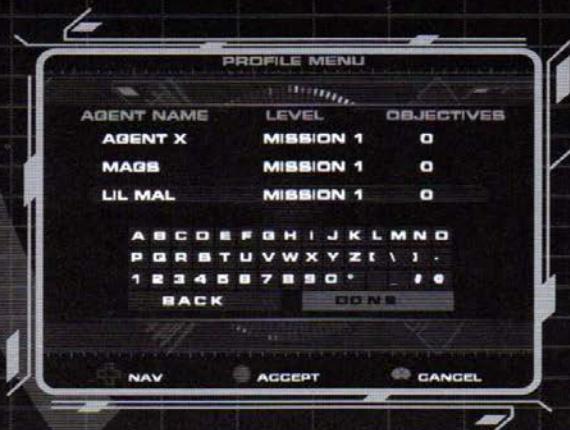 PROFILE MENU
AGENT NAME LEVEL OBJECTIVES
AGENT X MISSION 1 0
MAGS MISSION 1 0
LIL MAL MISSION 1 0
A B C D E F G H I J K L M N O
P Q R S T U V W X Y Z [ \ ] -
1 2 3 4 5 6 7 8 9 0 * _ # @
BACK DONE
NAV ACCEPT CANCEL